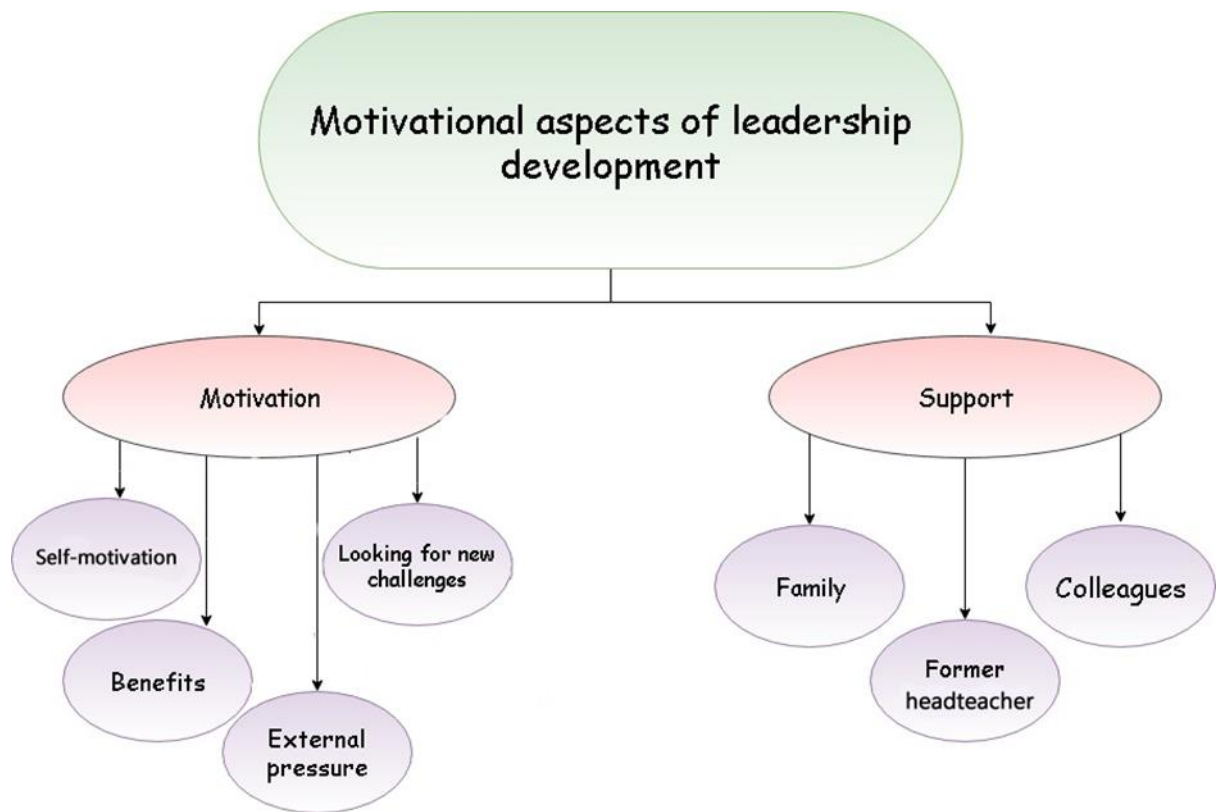 Motivational aspects of leadership
development
Motivation
Support
Self-motivation
Looking for new
challenges
Benefits
External
pressure
Family
Colleagues
Former
headteacher